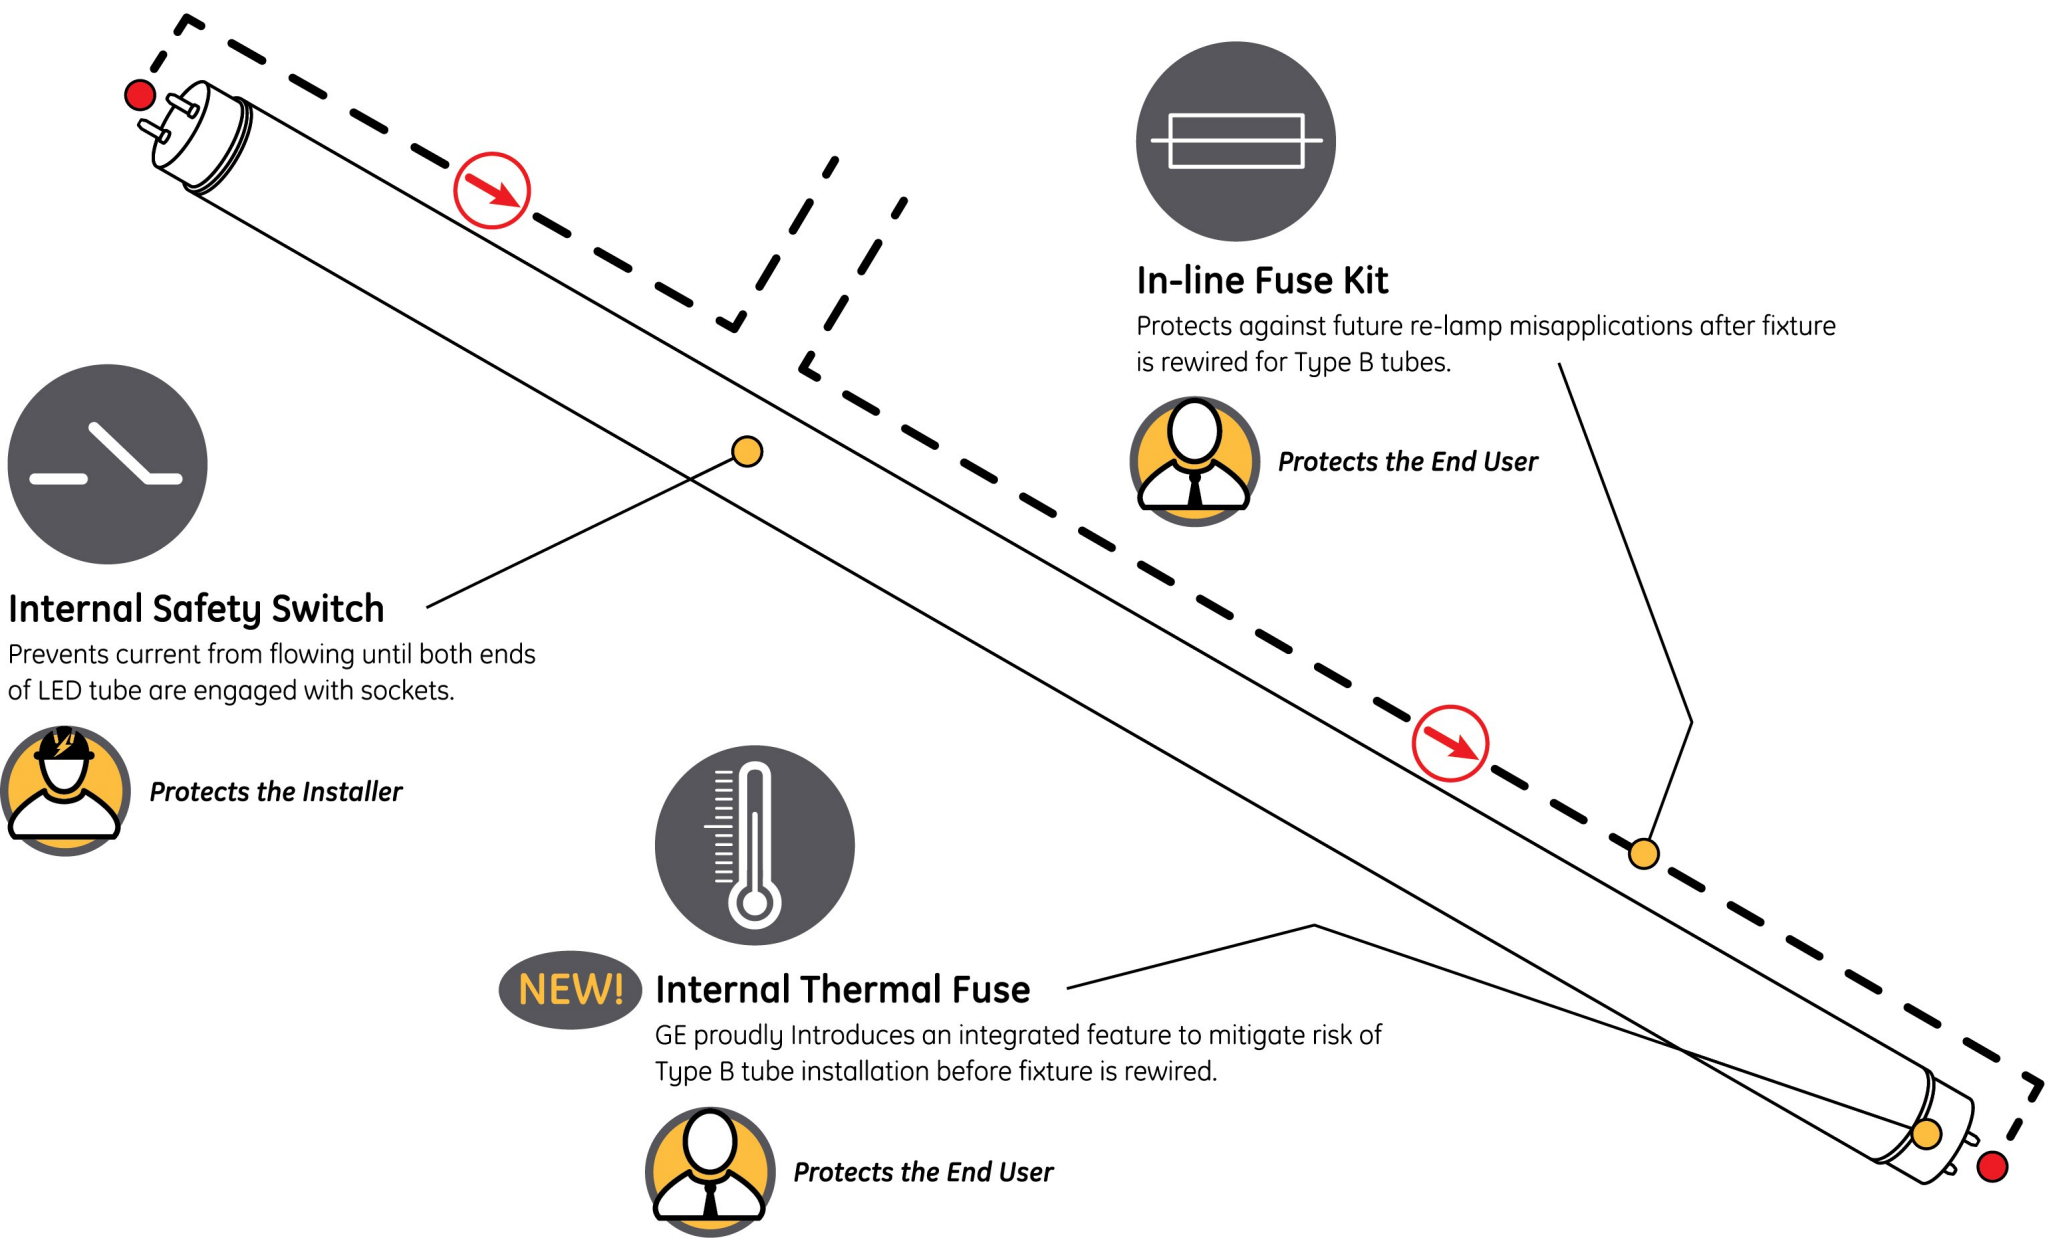 In-line Fuse Kit
Protects against future re-lamp misapplications after fixture
is rewired for Type B tubes.
Protects the End User
Internal Safety Switch
Prevents current from flowing until both ends
of LED tube are engaged with sockets.
Protects the Installer
NEW! Internal Thermal Fuse
GE proudly Introduces an integrated feature to mitigate risk of
Type B tube installation before fixture is rewired.
Protects the End User